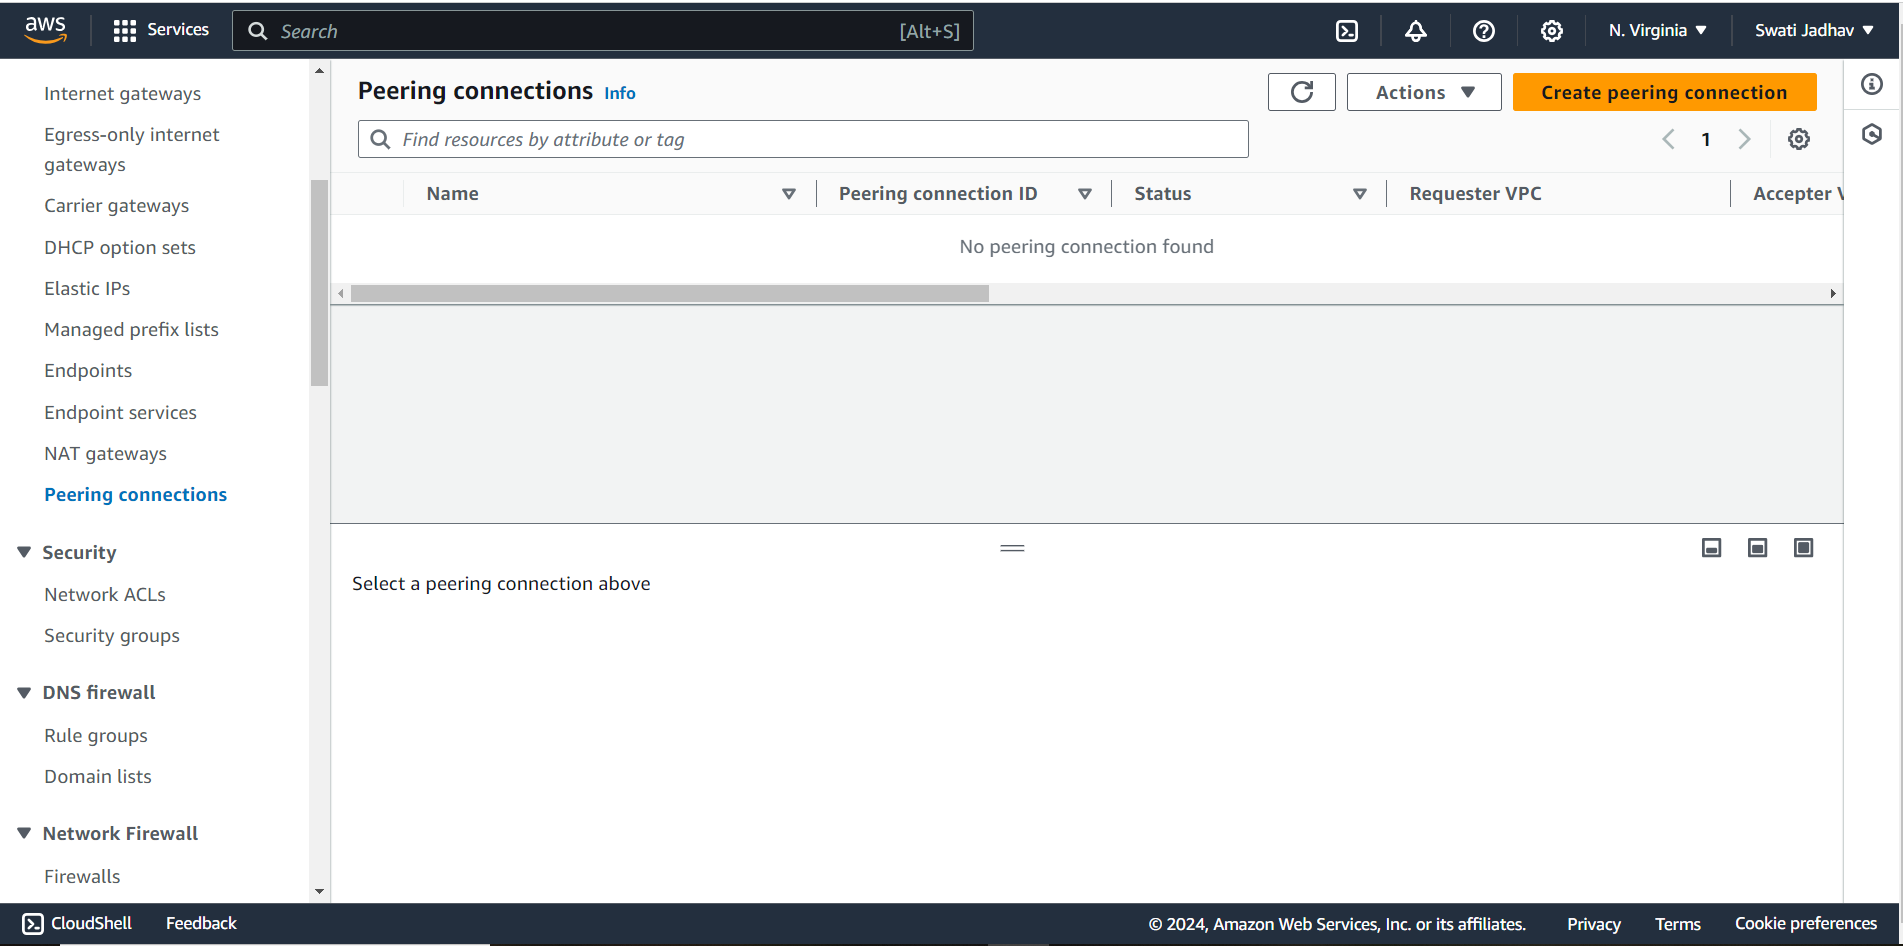 aws
Services
Search [Alt+S]
N. Virginia
Swati Jadhav
Internet gateways
Egress-only internet
gateways
Carrier gateways
DHCP option sets
Elastic IPs
Managed prefix lists
Endpoints
Endpoint services
NAT gateways
Peering connections
Security
Network ACLs
Security groups
DNS firewall
Rule groups
Domain lists
Network Firewall
Firewalls
Peering connections Info
Actions
Create peering connection
Find resources by attribute or tag
1
Name
Peering connection ID
Status
Requester VPC
Accepter V
No peering connection found
Select a peering connection above
CloudShell
Feedback
© 2024, Amazon Web Services, Inc. or its affiliates.
Privacy
Terms
Cookie preferences